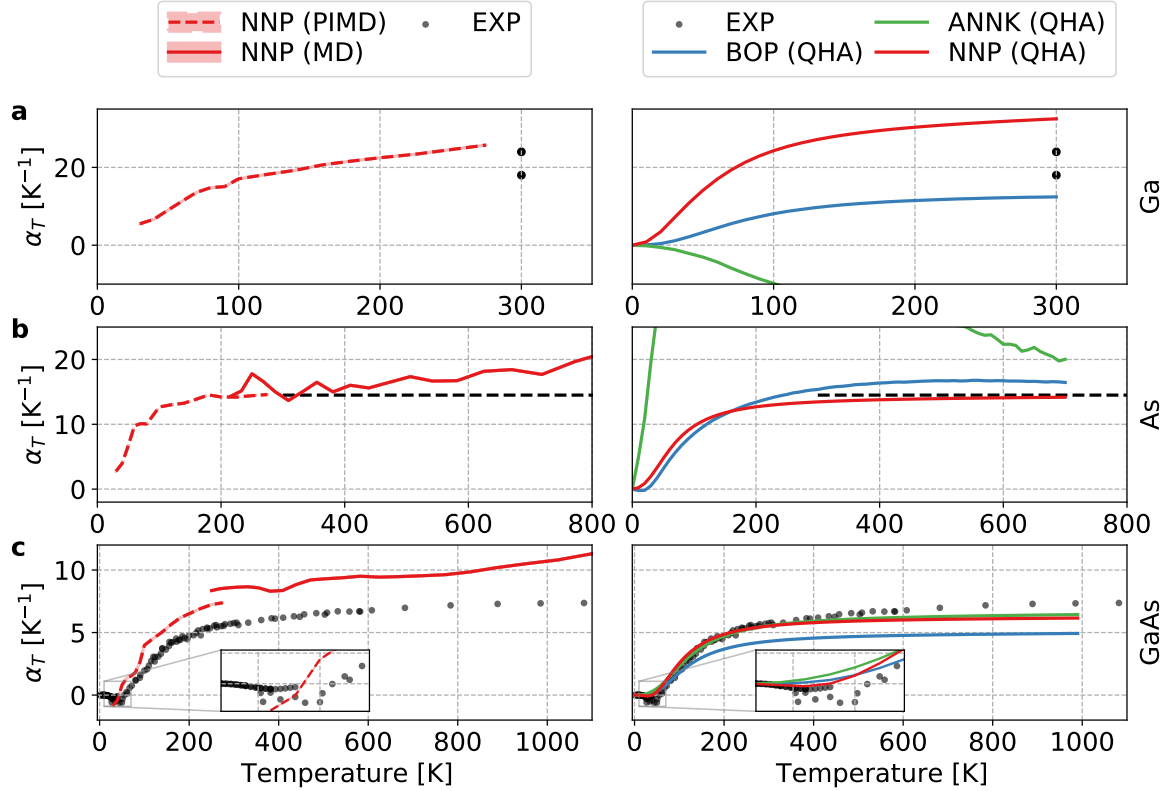 NNP (PIMD)
NNP (MD)
EXP
EXP
BOP (QHA)
ANNK (QHA)
NNP (QHA)
a
α_T [K⁻¹]
20
0
0 100 200 300
0 100 200 300
Ga
b
α_T [K⁻¹]
20
10
0
0 200 400 600 800
0 200 400 600 800
As
c
α_T [K⁻¹]
10
5
0
0 200 400 600 800 1000
0 200 400 600 800 1000
GaAs
Temperature [K]
Temperature [K]